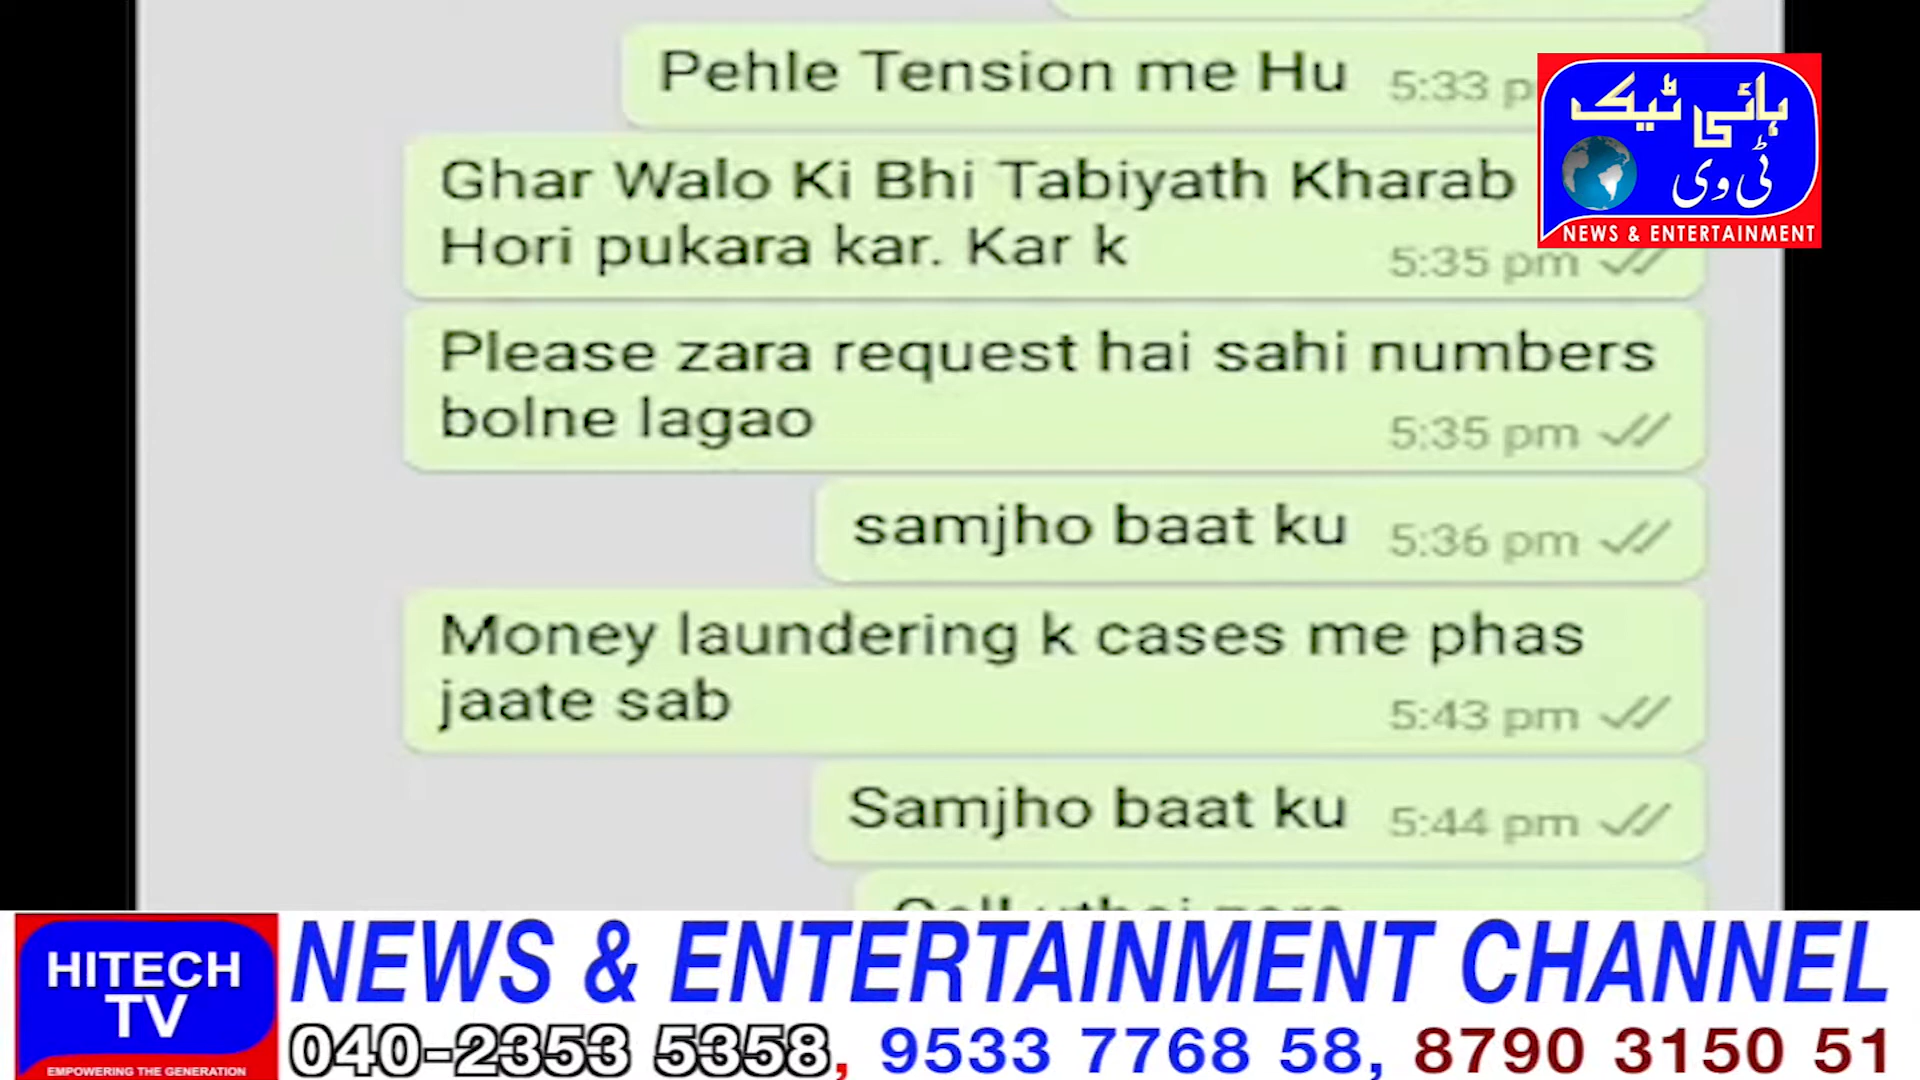 Pehle Tension me Hu 5:33 p
ہائی ٹیک
ٹی وی
NEWS & ENTERTAINMENT
Ghar Walo Ki Bhi Tabiyath Kharab
Hori pukara kar. Kar k 5:35 pm
Please zara request hai sahi numbers
bolne lagao 5:35 pm
samjho baat ku 5:36 pm
Money laundering k cases me phas
jaate sab 5:43 pm
Samjho baat ku 5:44 pm
HITECH
TV
EMPOWERING THE GENERATION
NEWS & ENTERTAINMENT CHANNEL
040-2353 5358, 9533 7768 58, 8790 3150 51